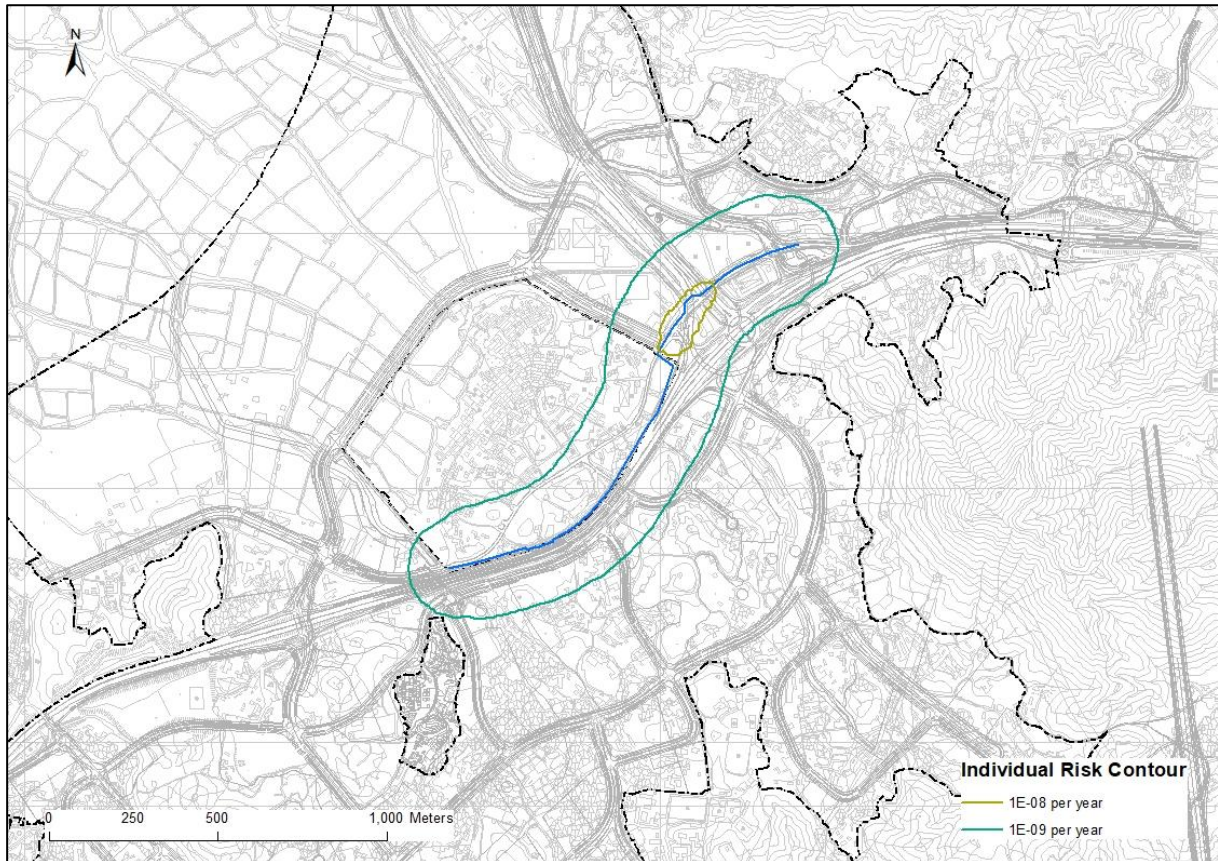 N
0 250 500 1,000 Meters
Individual Risk Contour
1E-08 per year
1E-09 per year